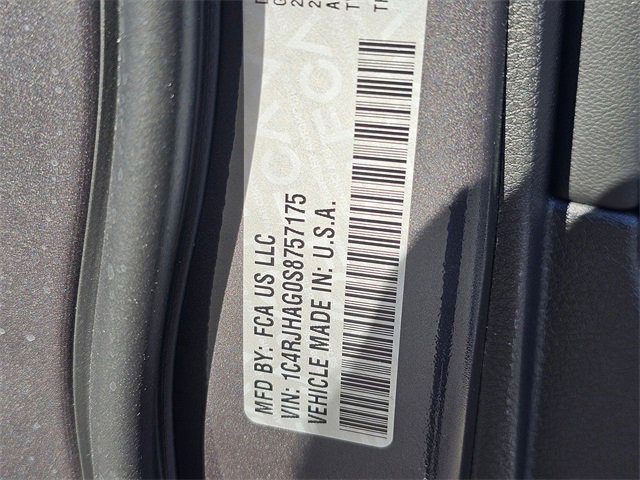 MFD BY: FCA US LLC
VIN: 1C4RJHAG0S8757175
VEHICLE MADE IN: U.S.A.